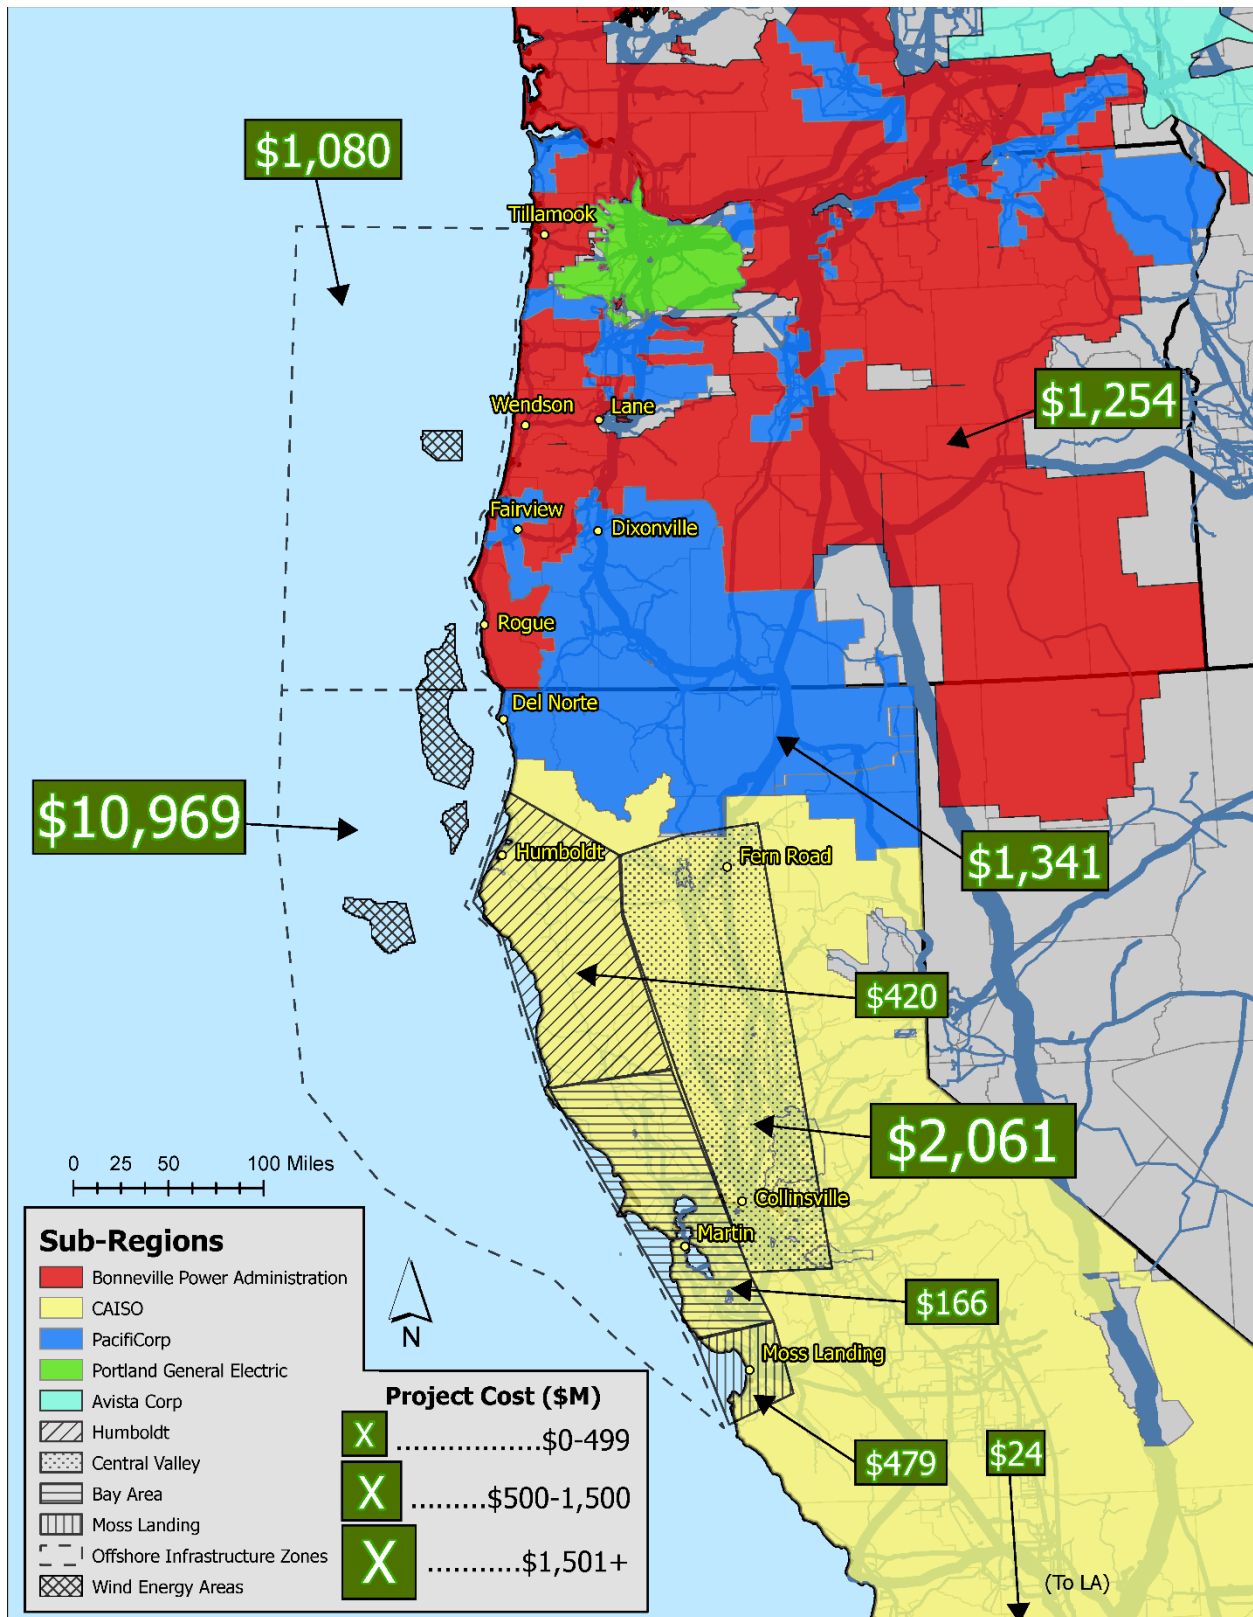 $1,080
Tillamook
$1,254
Wendson
Lane
Fairview
Dixonville
Rogue
Del Norte
$10,969
Humboldt
Fern Road
$1,341
$420
$2,061
0 25 50 100 Miles
Collinsville
Martin
$166
Moss Landing
$479
$24
(To LA)
N
Sub-Regions
Bonneville Power Administration
CAISO
PacifiCorp
Portland General Electric
Avista Corp
Humboldt
Central Valley
Bay Area
Moss Landing
Offshore Infrastructure Zones
Wind Energy Areas
Project Cost ($M)
X ..................$0-499
X .........$500-1,500
X ...........$1,501+